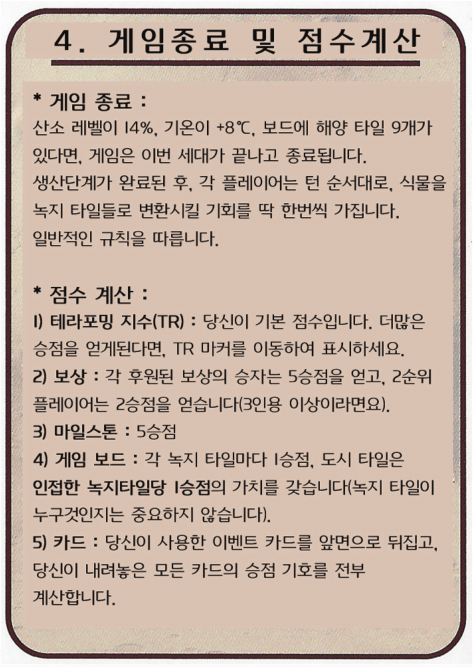 4. 게임종료 및 점수계산
* 게임 종료 :
산소 레벨이 14%, 기온이 +8℃, 보드에 해양 타일 9개가
있다면, 게임은 이번 세대가 끝나고 종료됩니다.
생산단계가 완료된 후, 각 플레이어는 턴 순서대로, 식물을
녹지 타일들로 변환시킬 기회를 딱 한번씩 가집니다.
일반적인 규칙을 따릅니다.
* 점수 계산 :
1) 테라포밍 지수(TR) : 당신이 기본 점수입니다. 더많은
승점을 얻게된다면, TR 마커를 이동하여 표시하세요.
2) 보상 : 각 후원된 보상의 승자는 5승점을 얻고, 2순위
플레이어는 2승점을 얻습니다(3인용 이상이라면요).
3) 마일스톤 : 5승점
4) 게임 보드 : 각 녹지 타일마다 1승점, 도시 타일은
인접한 녹지타일당 1승점의 가치를 갖습니다(녹지 타일이
누구것인지는 중요하지 않습니다).
5) 카드 : 당신이 사용한 이벤트 카드를 앞면으로 뒤집고,
당신이 내려놓은 모든 카드의 승점 기호를 전부
계산합니다.